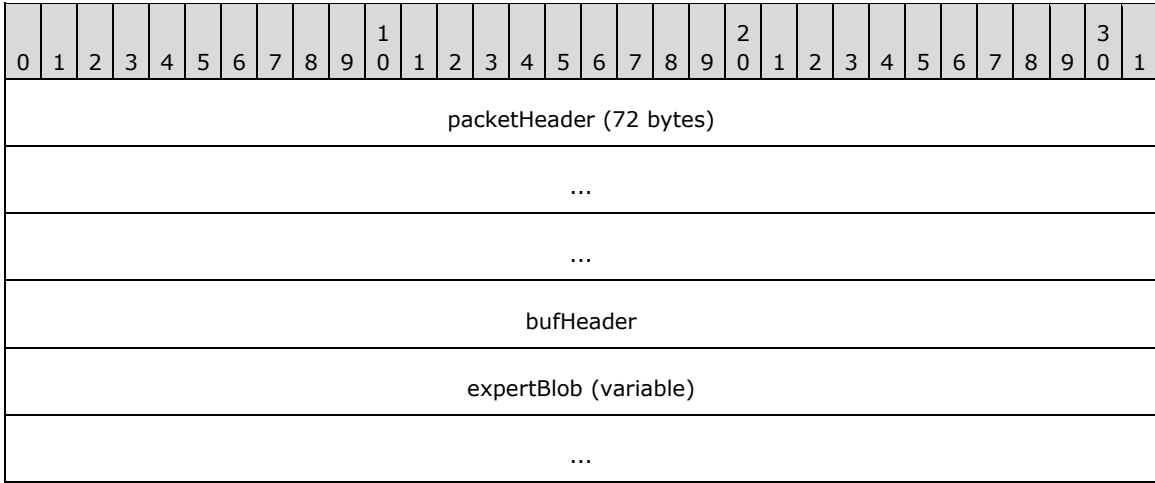 1 2 3
0 1 2 3 4 5 6 7 8 9 0 1 2 3 4 5 6 7 8 9 0 1 2 3 4 5 6 7 8 9 0 1
packetHeader (72 bytes)
...
...
bufHeader
expertBlob (variable)
...